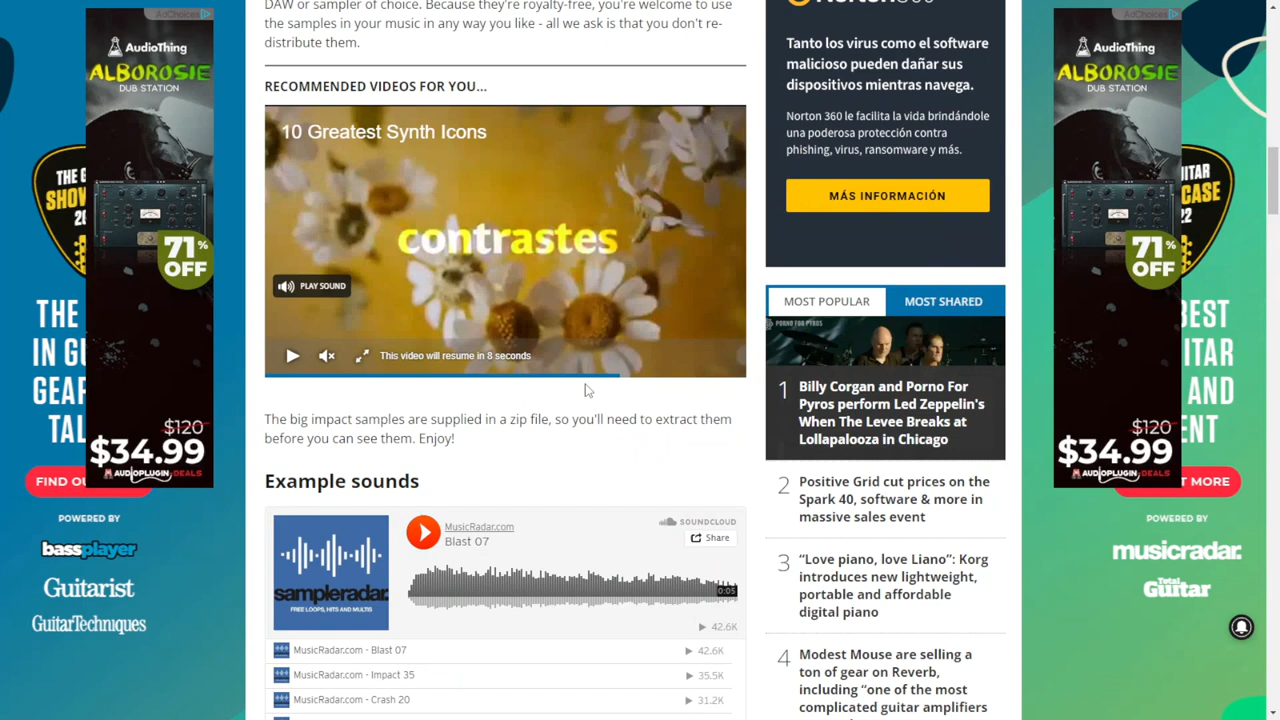 AdChoices
AudioThing
ALBOROSIE
DUB STATION
71%
OFF
$120
$34.99
AUDIOPLUGIN.DEALS
THE G
SHOW
20
THE
IN GU
GEAR
TAL
FIND OU
POWERED BY
bassplayer
Guitarist
GuitarTechniques
DAW or sampler of choice. Because they're royalty-free, you're welcome to use
the samples in your music in any way you like - all we ask is that you don't re-
distribute them.
RECOMMENDED VIDEOS FOR YOU...
10 Greatest Synth Icons
contrastes
PLAY SOUND
This video will resume in 8 seconds
The big impact samples are supplied in a zip file, so you'll need to extract them
before you can see them. Enjoy!
Example sounds
sampleradar
FREE LOOPS, HITS AND MULTIS
MusicRadar.com
Blast 07
SOUNDCLOUD
Share
0:05
42.6K
MusicRadar.com - Blast 07
42.6K
MusicRadar.com - Impact 35
35.5K
MusicRadar.com - Crash 20
31.2K
Tanto los virus como el software
malicioso pueden dañar sus
dispositivos mientras navega.
Norton 360 le facilita la vida brindándole
una poderosa protección contra
phishing, virus, ransomware y más.
MÁS INFORMACIÓN
MOST POPULAR
MOST SHARED
PORNO FOR PYROS
1
Billy Corgan and Porno For
Pyros perform Led Zeppelin's
When The Levee Breaks at
Lollapalooza in Chicago
2
Positive Grid cut prices on the
Spark 40, software & more in
massive sales event
3
“Love piano, love Liano”: Korg
introduces new lightweight,
portable and affordable
digital piano
4
Modest Mouse are selling a
ton of gear on Reverb,
including “one of the most
complicated guitar amplifiers
AdChoices
AudioThing
ALBOROSIE
DUB STATION
71%
OFF
$120
$34.99
AUDIOPLUGIN.DEALS
ITAR
CASE
22
BEST
ITAR
AND
ENT
T MORE
POWERED BY
musicradar.
Total
Guitar